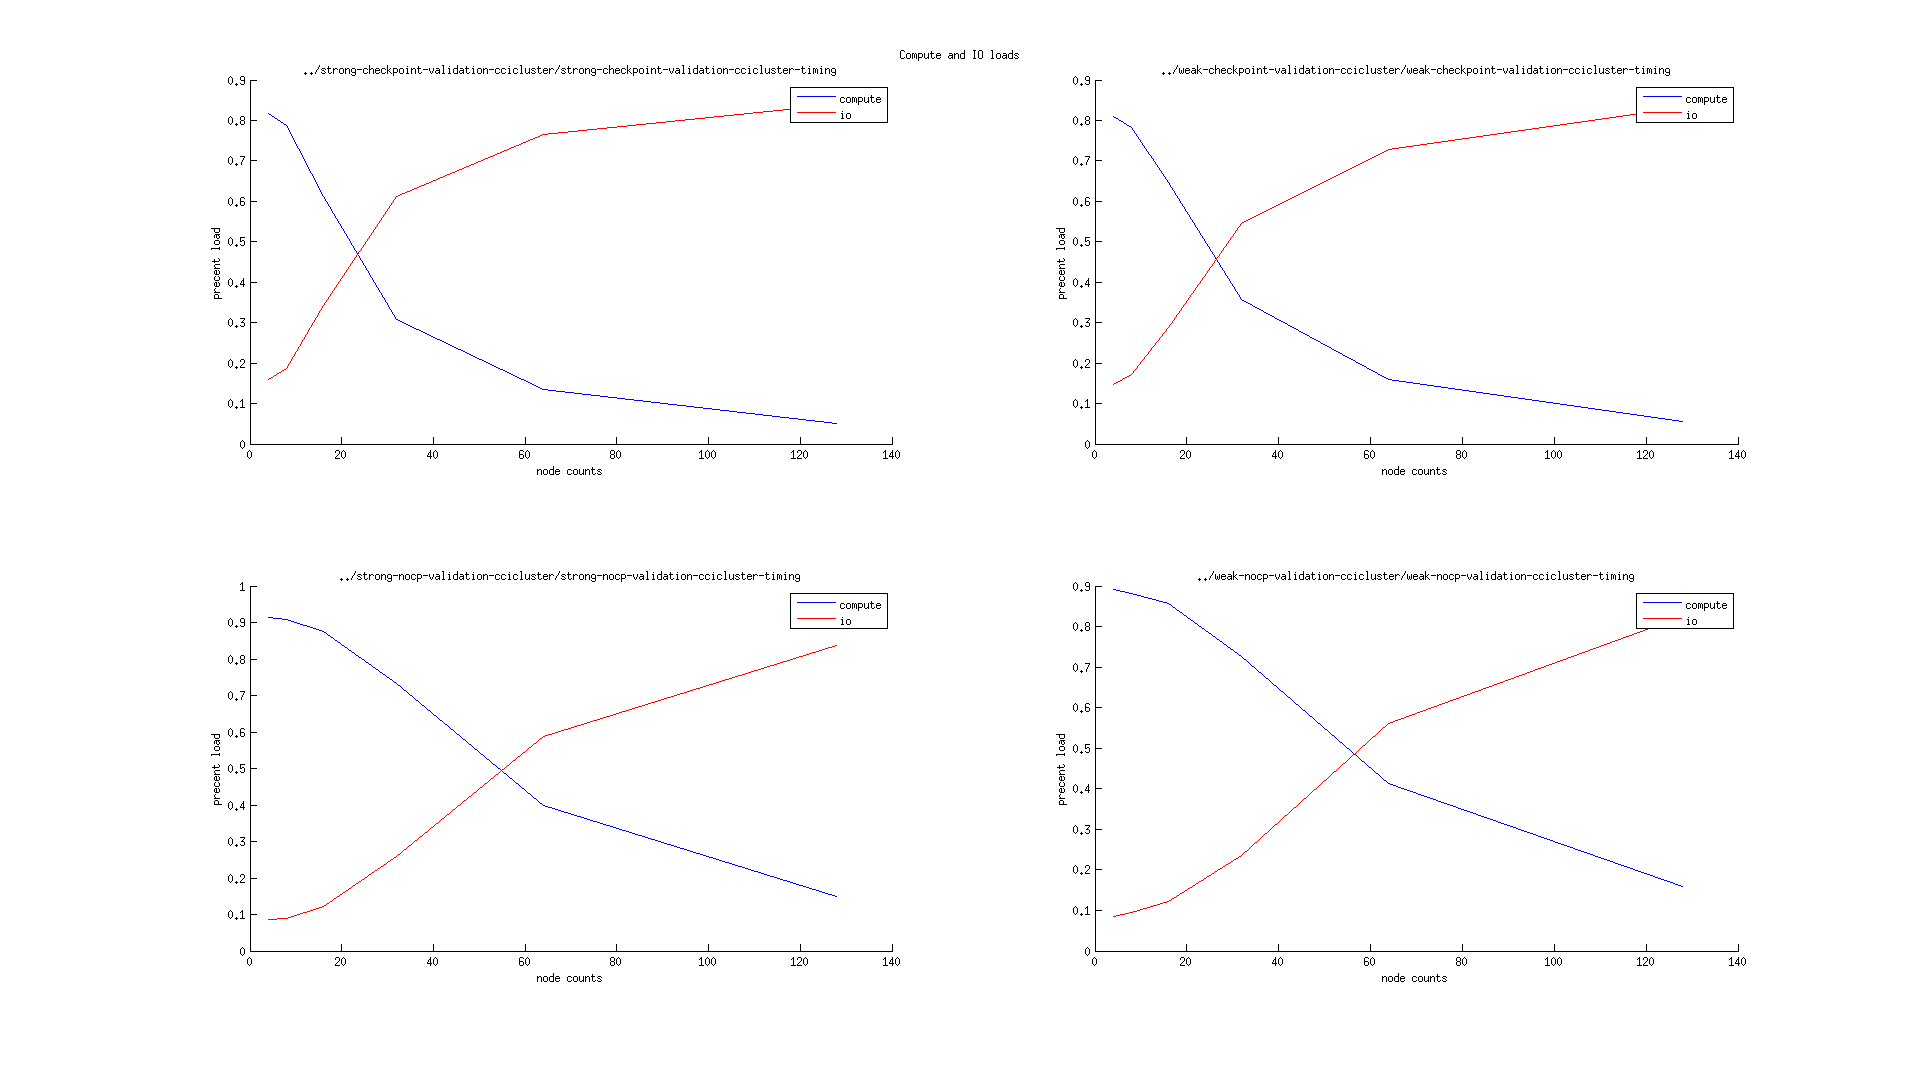 Compute and IO loads
../strong-checkpoint-validation-ccicluster/strong-checkpoint-validation-ccicluster-timing
0.9
0.8
0.7
0.6
0.5
0.4
0.3
0.2
0.1
0
precent load
compute
io
0 20 40 60 80 100 120 140
node counts
../weak-checkpoint-validation-ccicluster/weak-checkpoint-validation-ccicluster-timing
0.9
0.8
0.7
0.6
0.5
0.4
0.3
0.2
0.1
0
precent load
compute
io
0 20 40 60 80 100 120 140
node counts
../strong-nocp-validation-ccicluster/strong-nocp-validation-ccicluster-timing
1
0.9
0.8
0.7
0.6
0.5
0.4
0.3
0.2
0.1
0
precent load
compute
io
0 20 40 60 80 100 120 140
node counts
../weak-nocp-validation-ccicluster/weak-nocp-validation-ccicluster-timing
0.9
0.8
0.7
0.6
0.5
0.4
0.3
0.2
0.1
0
precent load
compute
io
0 20 40 60 80 100 120 140
node counts